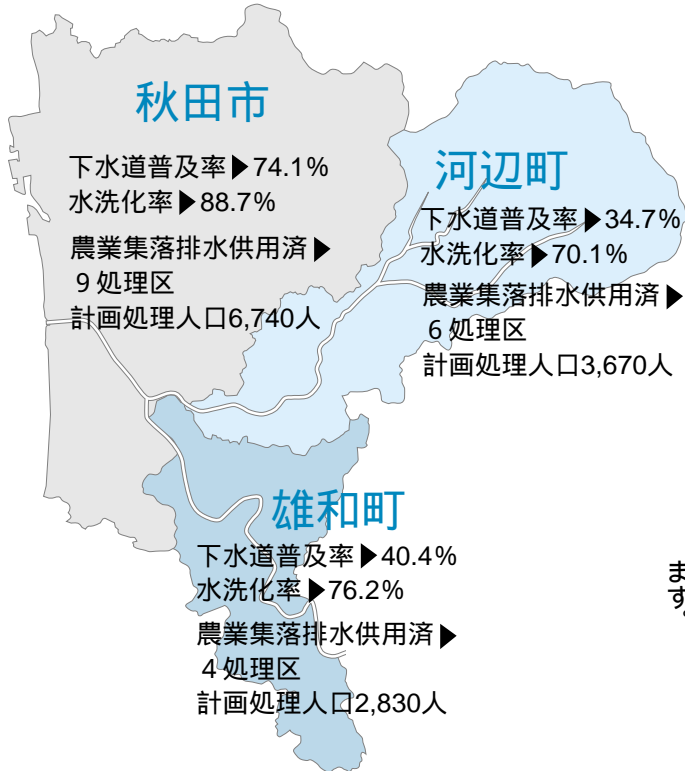 秋田市
下水道普及率▶74.1%
水洗化率▶88.7%
農業集落排水供用済▶
9処理区
計画処理人口6,740人
河辺町
下水道普及率▶34.7%
水洗化率▶70.1%
農業集落排水供用済▶
6処理区
計画処理人口3,670人
雄和町
下水道普及率▶40.4%
水洗化率▶76.2%
農業集落排水供用済▶
4処理区
計画処理人口2,830人
ます。